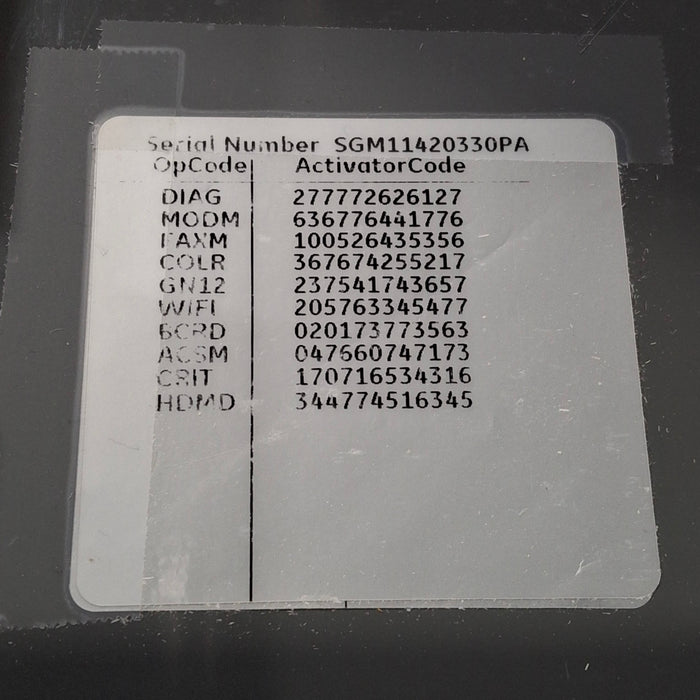 Serial Number SGM11420330PA
OpCode ActivatorCode
DIAG 277772626127
MODM 636776441776
FAXM 100526435356
COLR 367674255217
GN12 237541743657
WIFI 205763345477
BCRD 020173773563
ACSM 047660747173
CRIT 170716534316
HDMD 344774516345